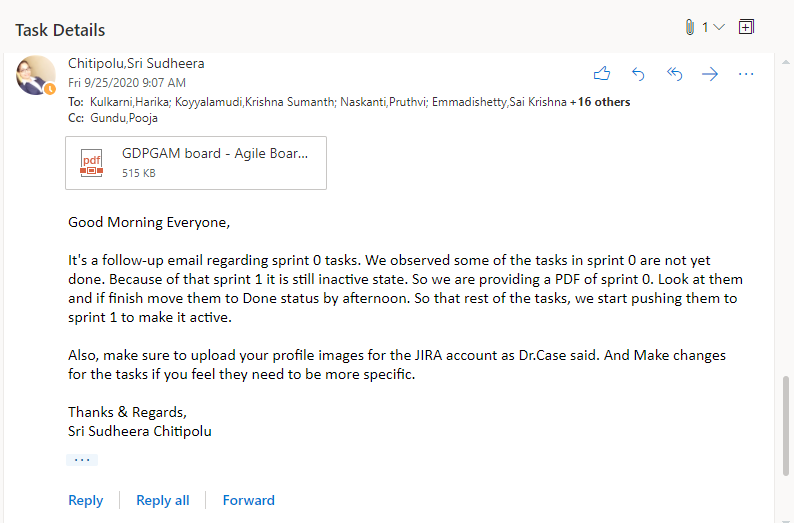 Task Details
1
Chitipolu,Sri Sudheera
Fri 9/25/2020 9:07 AM
To: Kulkarni,Harika; Koyyalamudi,Krishna Sumanth; Naskanti,Pruthvi; Emmadishetty,Sai Krishna +16 others
Cc: Gundu,Pooja
pdf
GDPGAM board - Agile Boar...
515 KB
Good Morning Everyone,
It's a follow-up email regarding sprint 0 tasks. We observed some of the tasks in sprint 0 are not yet
done. Because of that sprint 1 it is still inactive state. So we are providing a PDF of sprint 0. Look at them
and if finish move them to Done status by afternoon. So that rest of the tasks, we start pushing them to
sprint 1 to make it active.
Also, make sure to upload your profile images for the JIRA account as Dr.Case said. And Make changes
for the tasks if you feel they need to be more specific.
Thanks & Regards,
Sri Sudheera Chitipolu
...
Reply | Reply all | Forward